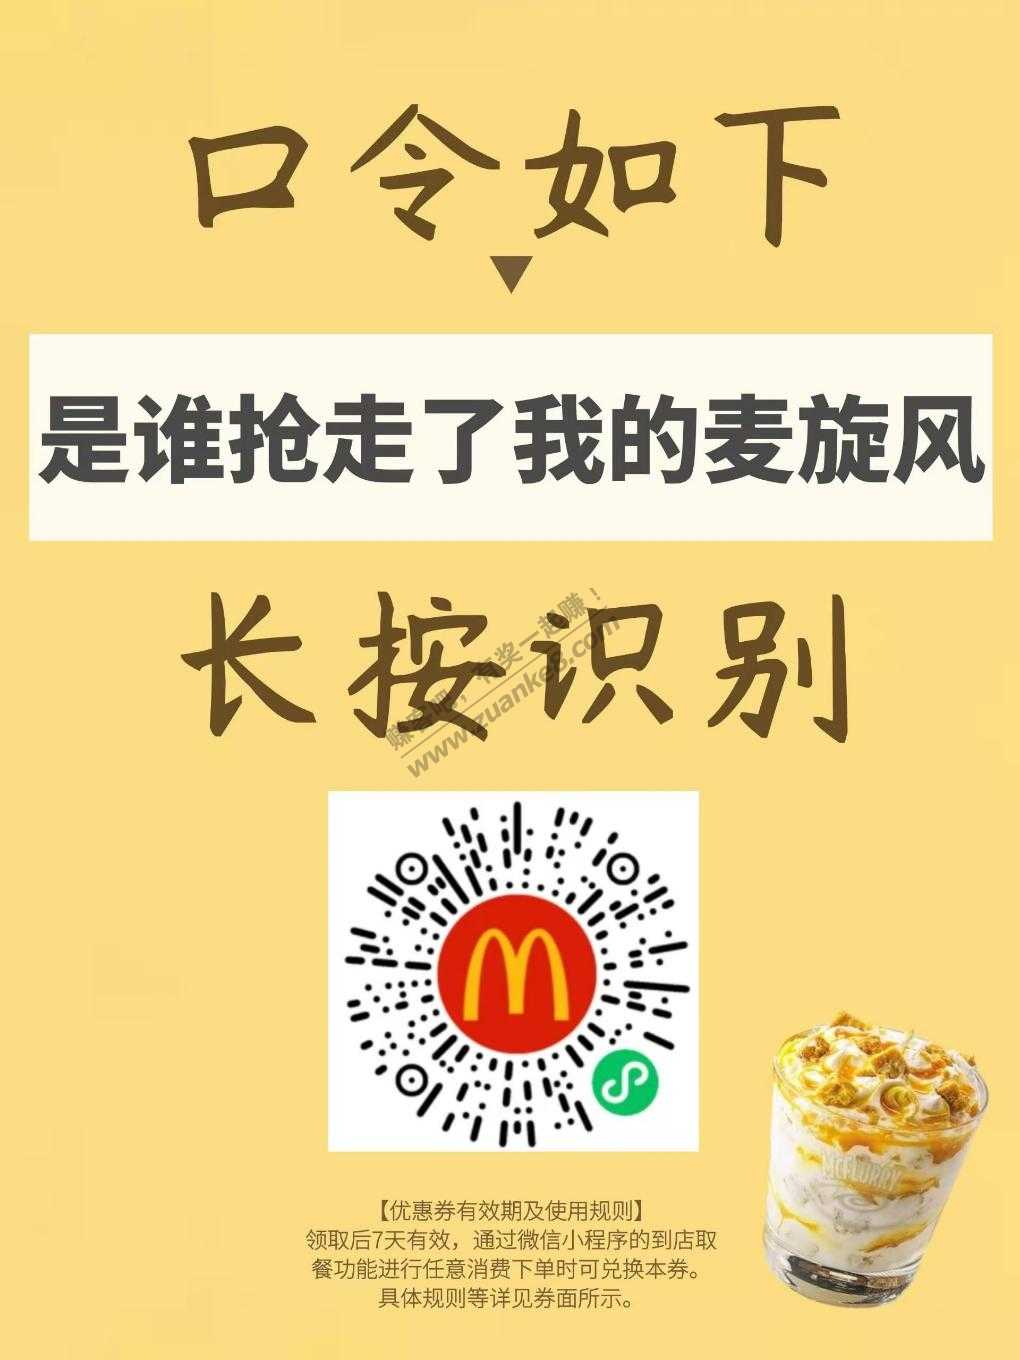 口令如下
是谁抢走了我的麦旋风
长按识别
赚客吧，有奖一起赚！
www.zuanke8.com
McFLURRY
【优惠券有效期及使用规则】
领取后7天有效，通过微信小程序的到店取
餐功能进行任意消费下单时可兑换本券。
具体规则等详见券面所示。